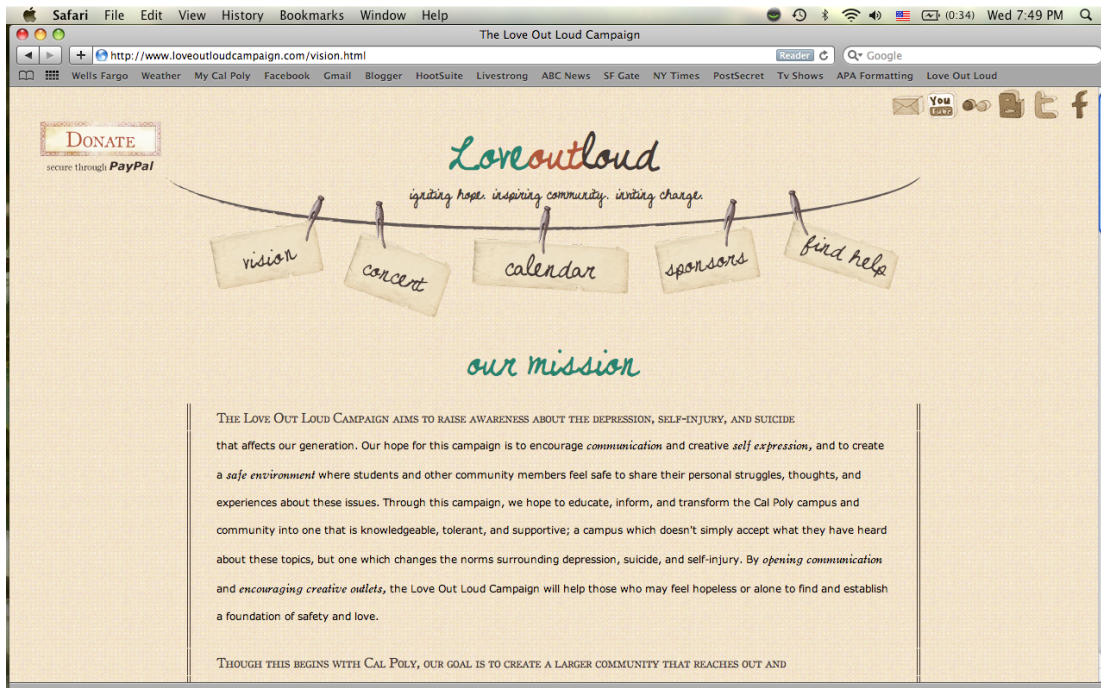 Safari File Edit View History Bookmarks Window Help (0:34) Wed 7:49 PM
The Love Out Loud Campaign
http://www.loveoutloudcampaign.com/vision.html Reader Google
Wells Fargo Weather My Cal Poly Facebook Gmail Blogger HootSuite Livestrong ABC News SF Gate NY Times PostSecret Tv Shows APA Formatting Love Out Loud
You Tube t f
DONATE
secure through PayPal
Loveoutloud
igniting hope. inspiring community. inviting change.
vision concert calendar sponsors find help
our mission
THE LOVE OUT LOUD CAMPAIGN AIMS TO RAISE AWARENESS ABOUT THE DEPRESSION, SELF-INJURY, AND SUICIDE
that affects our generation. Our hope for this campaign is to encourage communication and creative self expression, and to create
a safe environment where students and other community members feel safe to share their personal struggles, thoughts, and
experiences about these issues. Through this campaign, we hope to educate, inform, and transform the Cal Poly campus and
community into one that is knowledgeable, tolerant, and supportive; a campus which doesn't simply accept what they have heard
about these topics, but one which changes the norms surrounding depression, suicide, and self-injury. By opening communication
and encouraging creative outlets, the Love Out Loud Campaign will help those who may feel hopeless or alone to find and establish
a foundation of safety and love.
THOUGH THIS BEGINS WITH CAL POLY, OUR GOAL IS TO CREATE A LARGER COMMUNITY THAT REACHES OUT AND